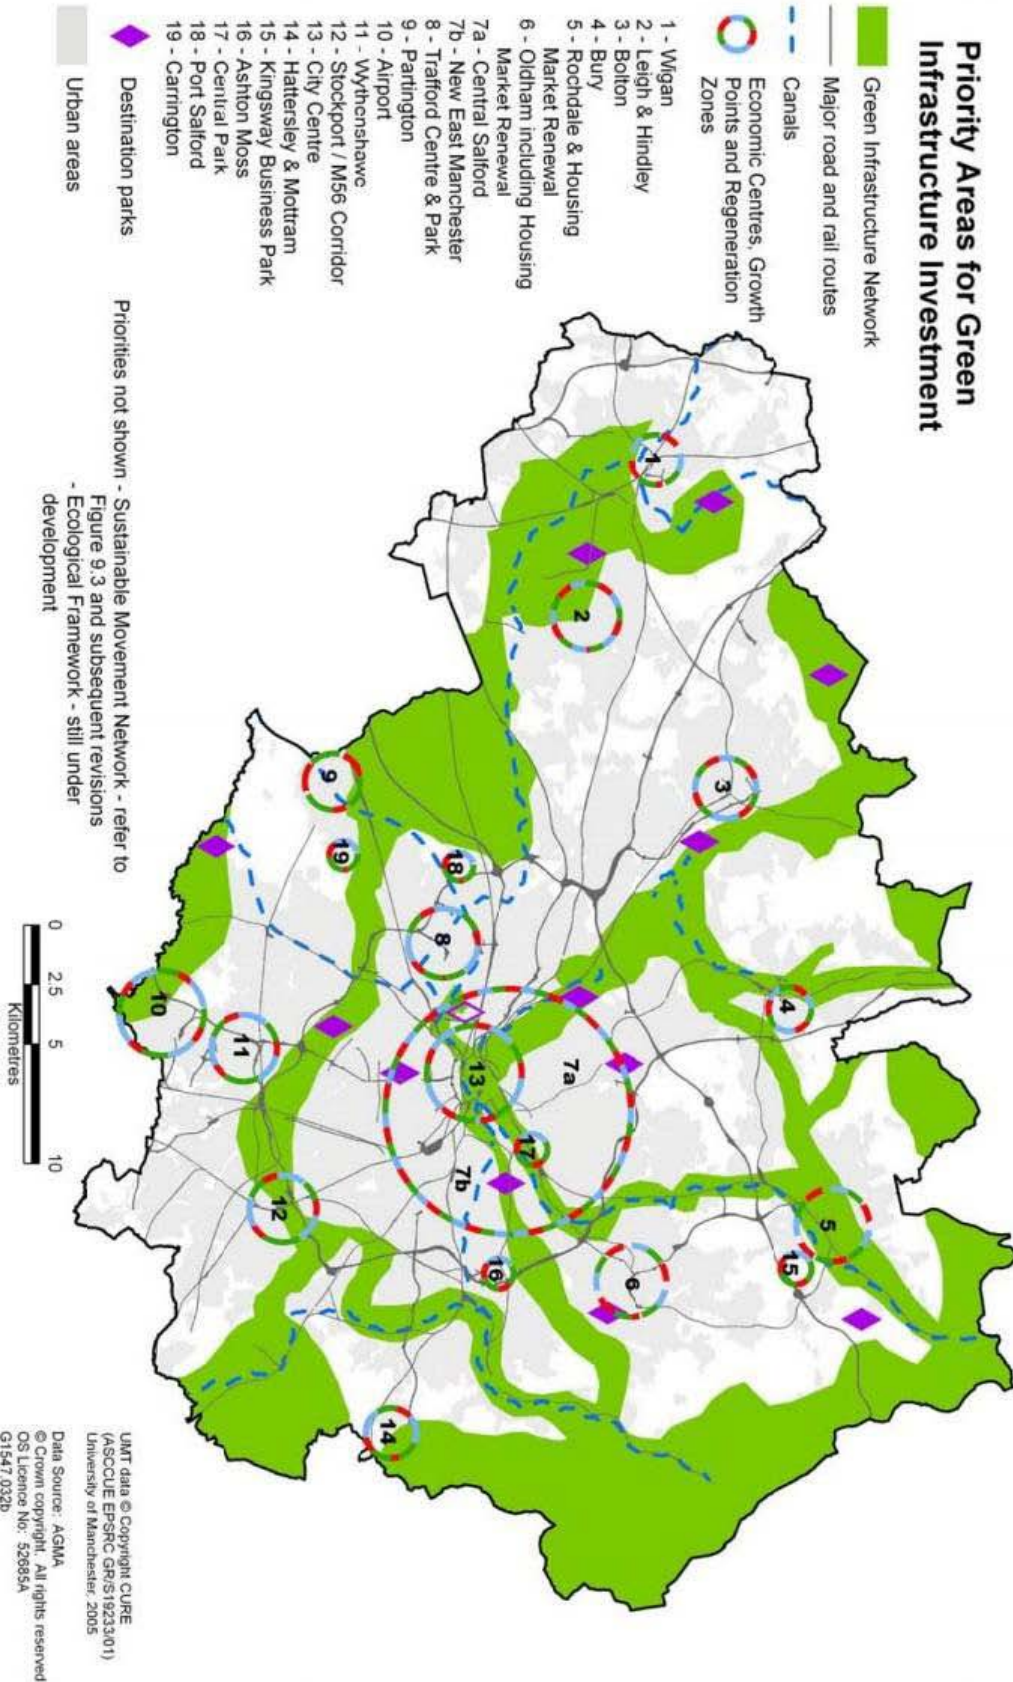 Priority Areas for Green
Infrastructure Investment
Green Infrastructure Network
Major road and rail routes
Canals
Economic Centres, Growth
Points and Regeneration
Zones
1 - Wigan
2 - Leigh & Hindley
3 - Bolton
4 - Bury
5 - Rochdale & Housing
Market Renewal
6 - Oldham including Housing
Market Renewal
7a - Central Salford
7b - New East Manchester
8 - Trafford Centre & Park
9 - Partington
10 - Airport
11 - Wythenshawe
12 - Stockport / M56 Corridor
13 - City Centre
14 - Hattersley & Mottram
15 - Kingsway Business Park
16 - Ashton Moss
17 - Central Park
18 - Port Salford
19 - Carrington
Destination parks
Urban areas
Priorities not shown - Sustainable Movement Network - refer to
Figure 9.3 and subsequent revisions
- Ecological Framework - still under
development
1
2
3
4
5
6
7a
7b
8
9
10
11
12
13
14
15
16
17
18
19
0 2.5 5 10
Kilometres
UMT data © Copyright CURE
(ASCCUE EPSRC GR/S19233/01)
University of Manchester, 2005
Data Source: AGMA
© Crown copyright. All rights reserved
OS Licence No: 52685A
G1547.032b